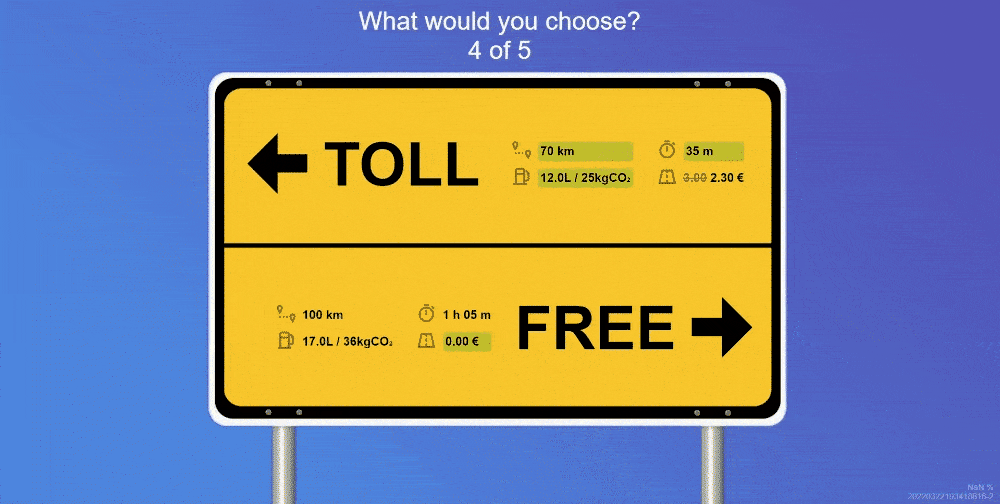 What would you choose?
4 of 5
TOLL
70 km
35 m
12.0L / 25kgCO₂
3.00 2.30 €
100 km
1 h 05 m
17.0L / 36kgCO₂
0.00 €
FREE
NaN %